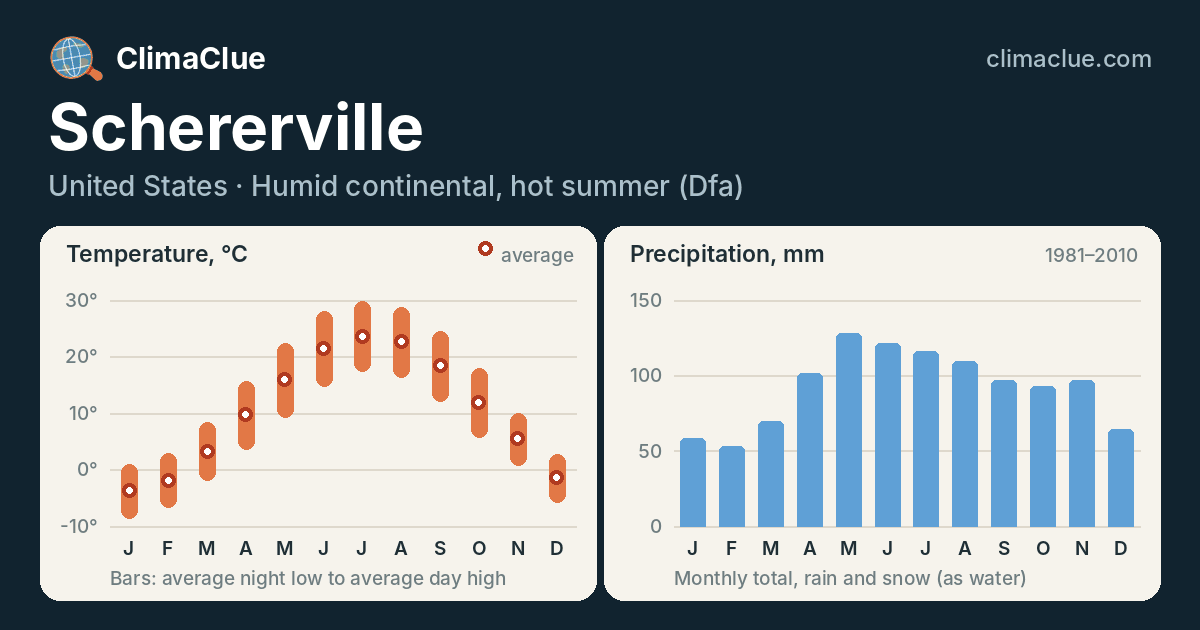 ClimaClue
climaclue.com
Schererville
United States · Humid continental, hot summer (Dfa)
Temperature, °C
average
30°
20°
10°
0°
-10°
J F M A M J J A S O N D
Bars: average night low to average day high
Precipitation, mm
1981–2010
150
100
50
0
J F M A M J J A S O N D
Monthly total, rain and snow (as water)